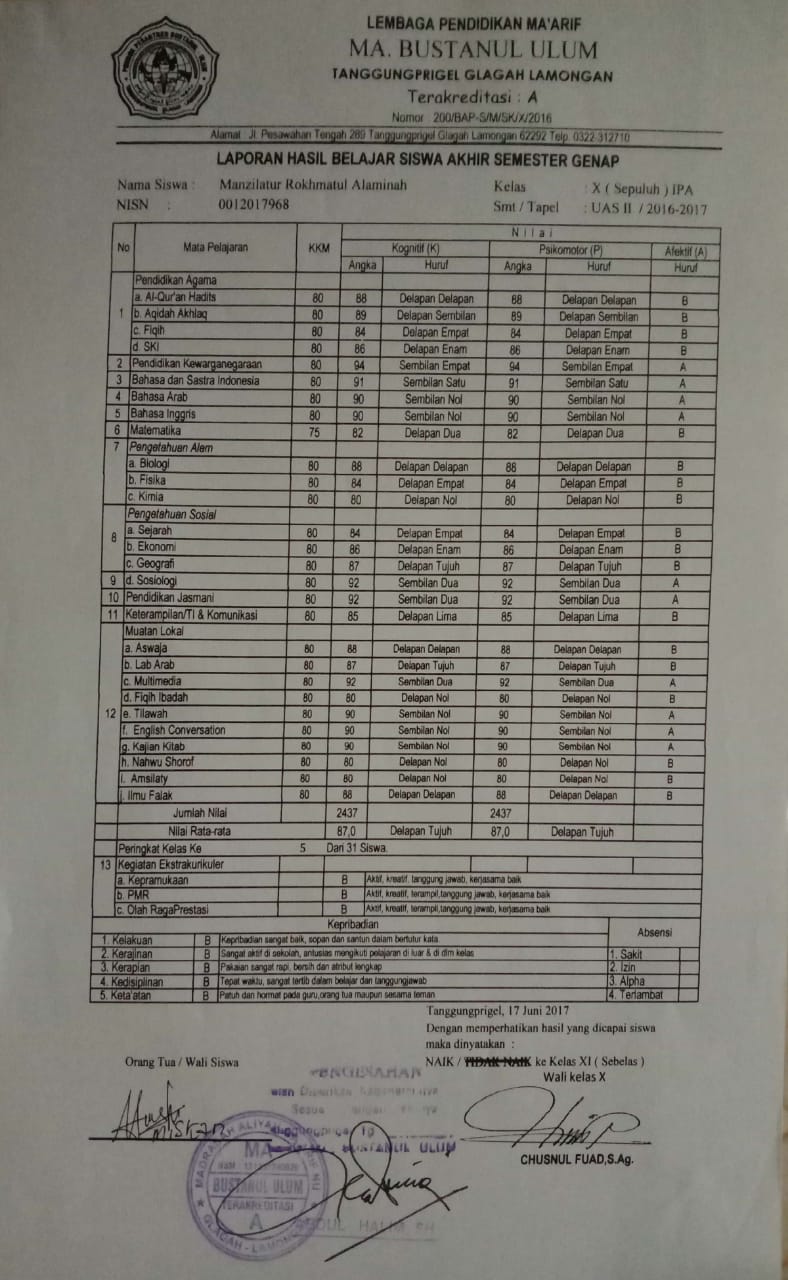 LEMBAGA PENDIDIKAN MA'ARIF
MA. BUSTANUL ULUM
TANGGUNGPRIGEL GLAGAH LAMONGAN
Terakreditasi : A
Nomor 200/BAP-S/M/SK/X/2016
Alamat Jl. Pesawahan Tengah 269 Tanggungprigel Glagah Lamongan 62292 Telp. 0322 312710
LAPORAN HASIL BELAJAR SISWA AKHIR SEMESTER GENAP
Nama Siswa : Manzilatur Rokhmatul Alaminah Kelas : X ( Sepuluh ) IPA
NISN : 0012017968 Smt / Tapel : UAS II / 2016-2017
No Mata Pelajaran KKM Nilai
Kognitif (K) Psikomotor (P) Afektif (A)
Angka Huruf Angka Huruf Huruf
1 Pendidikan Agama
a. Al-Qur'an Hadits 80 88 Delapan Delapan 88 Delapan Delapan B
b. Aqidah Akhlaq 80 89 Delapan Sembilan 89 Delapan Sembilan B
c. Fiqih 80 84 Delapan Empat 84 Delapan Empat B
d. SKI 80 86 Delapan Enam 86 Delapan Enam B
2 Pendidikan Kewarganegaraan 80 94 Sembilan Empat 94 Sembilan Empat A
3 Bahasa dan Sastra Indonesia 80 91 Sembilan Satu 91 Sembilan Satu A
4 Bahasa Arab 80 90 Sembilan Nol 90 Sembilan Nol A
5 Bahasa Inggris 80 90 Sembilan Nol 90 Sembilan Nol A
6 Matematika 75 82 Delapan Dua 82 Delapan Dua B
7 Pengetahuan Alam
a. Biologi 80 88 Delapan Delapan 88 Delapan Delapan B
b. Fisika 80 84 Delapan Empat 84 Delapan Empat B
c. Kimia 80 80 Delapan Nol 80 Delapan Nol B
8 Pengetahuan Sosial
a. Sejarah 80 84 Delapan Empat 84 Delapan Empat B
b. Ekonomi 80 86 Delapan Enam 86 Delapan Enam B
c. Geografi 80 87 Delapan Tujuh 87 Delapan Tujuh B
9 d. Sosiologi 80 92 Sembilan Dua 92 Sembilan Dua A
10 Pendidikan Jasmani 80 92 Sembilan Dua 92 Sembilan Dua A
11 Keterampilan/TI & Komunikasi 80 85 Delapan Lima 85 Delapan Lima B
12 Muatan Lokal
a. Aswaja 80 88 Delapan Delapan 88 Delapan Delapan B
b. Lab Arab 80 87 Delapan Tujuh 87 Delapan Tujuh B
c. Multimedia 80 92 Sembilan Dua 92 Sembilan Dua A
d. Fiqih Ibadah 80 80 Delapan Nol 80 Delapan Nol B
e. Tilawah 80 90 Sembilan Nol 90 Sembilan Nol A
f. English Conversation 80 90 Sembilan Nol 90 Sembilan Nol A
g. Kajian Kitab 80 90 Sembilan Nol 90 Sembilan Nol A
h. Nahwu Shorof 80 80 Delapan Nol 80 Delapan Nol B
i. Amsilaty 80 80 Delapan Nol 80 Delapan Nol B
j. Ilmu Falak 80 88 Delapan Delapan 88 Delapan Delapan B
Jumlah Nilai 2437 2437
Nilai Rata-rata 87,0 Delapan Tujuh 87,0 Delapan Tujuh
Peringkat Kelas Ke 5 Dari 31 Siswa.
13 Kegiatan Ekstrakurikuler
a. Kepramukaan B Aktif, kreatif, tanggung jawab, kerjasama baik
b. PMR B Aktif, kreatif, terampil,tanggung jawab, kerjasama baik
c. Olah RagaPrestasi B Aktif, kreatif, terampil,tanggung jawab, kerjasama baik
Kepribadian Absensi
1. Kelakuan B Kepribadian sangat baik, sopan dan santun dalam bertutur kata.
2. Kerajinan B Sangat aktif di sekolah, antusias mengikuti pelajaran di luar & di dlm kelas 1. Sakit
3. Kerapian B Pakaian sangat rapi, bersih dan atribut lengkap 2. Izin
4. Kedisiplinan B Tepat waktu, sangat tertib dalam belajar dan tanggungjawab 3. Alpha
5. Keta'atan B Patuh dan hormat pada guru,orang tua maupun sesama teman 4. Terlambat
Tanggungprigel, 17 Juni 2017
Dengan memperhatikan hasil yang dicapai siswa
maka dinyatakan :
Orang Tua / Wali Siswa NAIK / TIDAK NAIK ke Kelas XI ( Sebelas )
PENGESAHAN Wali kelas X
MISKAN
BUSTANUL ULUM
CHUSNUL FUAD,S.Ag.
BUSTANUL ULUM
TERAKREDITASI
A